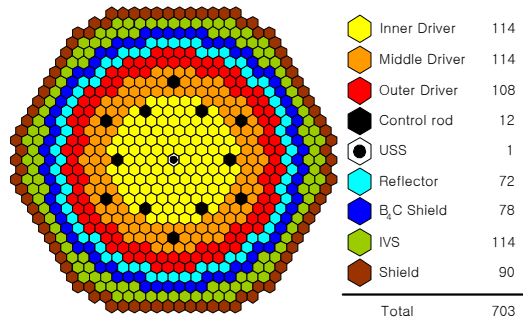 Inner Driver 114
Middle Driver 114
Outer Driver 108
Control rod 12
USS 1
Reflector 72
B₄C Shield 78
IVS 114
Shield 90
Total 703